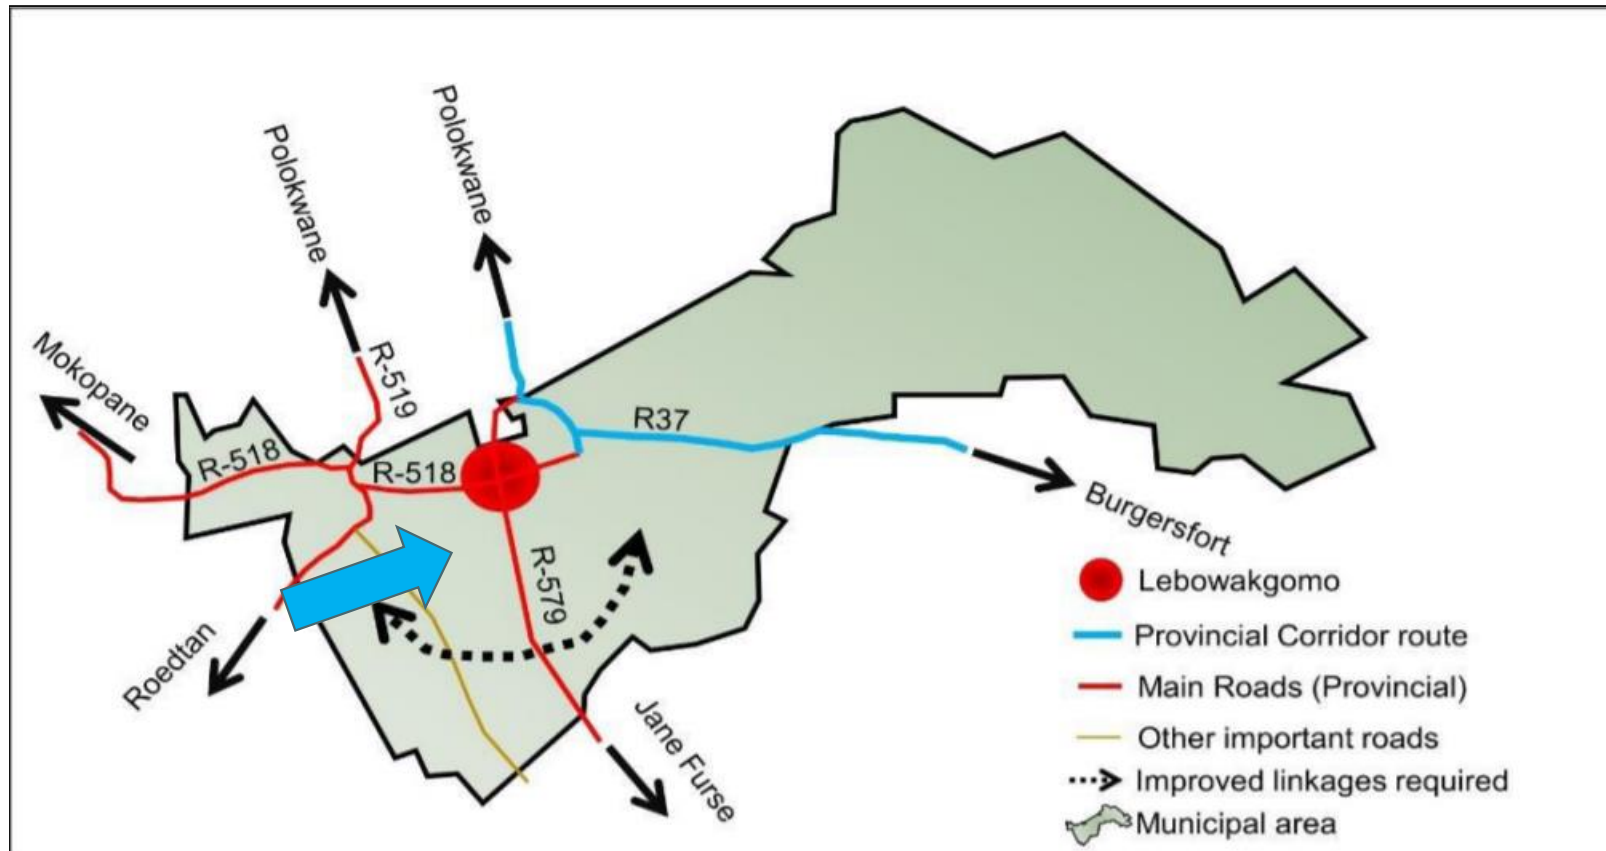 Polokwane
Polokwane
Mokopane
R-519
R37
R-518
R-518
Burgersfort
R-579
Roedtan
Jane Furse
Lebowakgomo
Provincial Corridor route
Main Roads (Provincial)
Other important roads
Improved linkages required
Municipal area